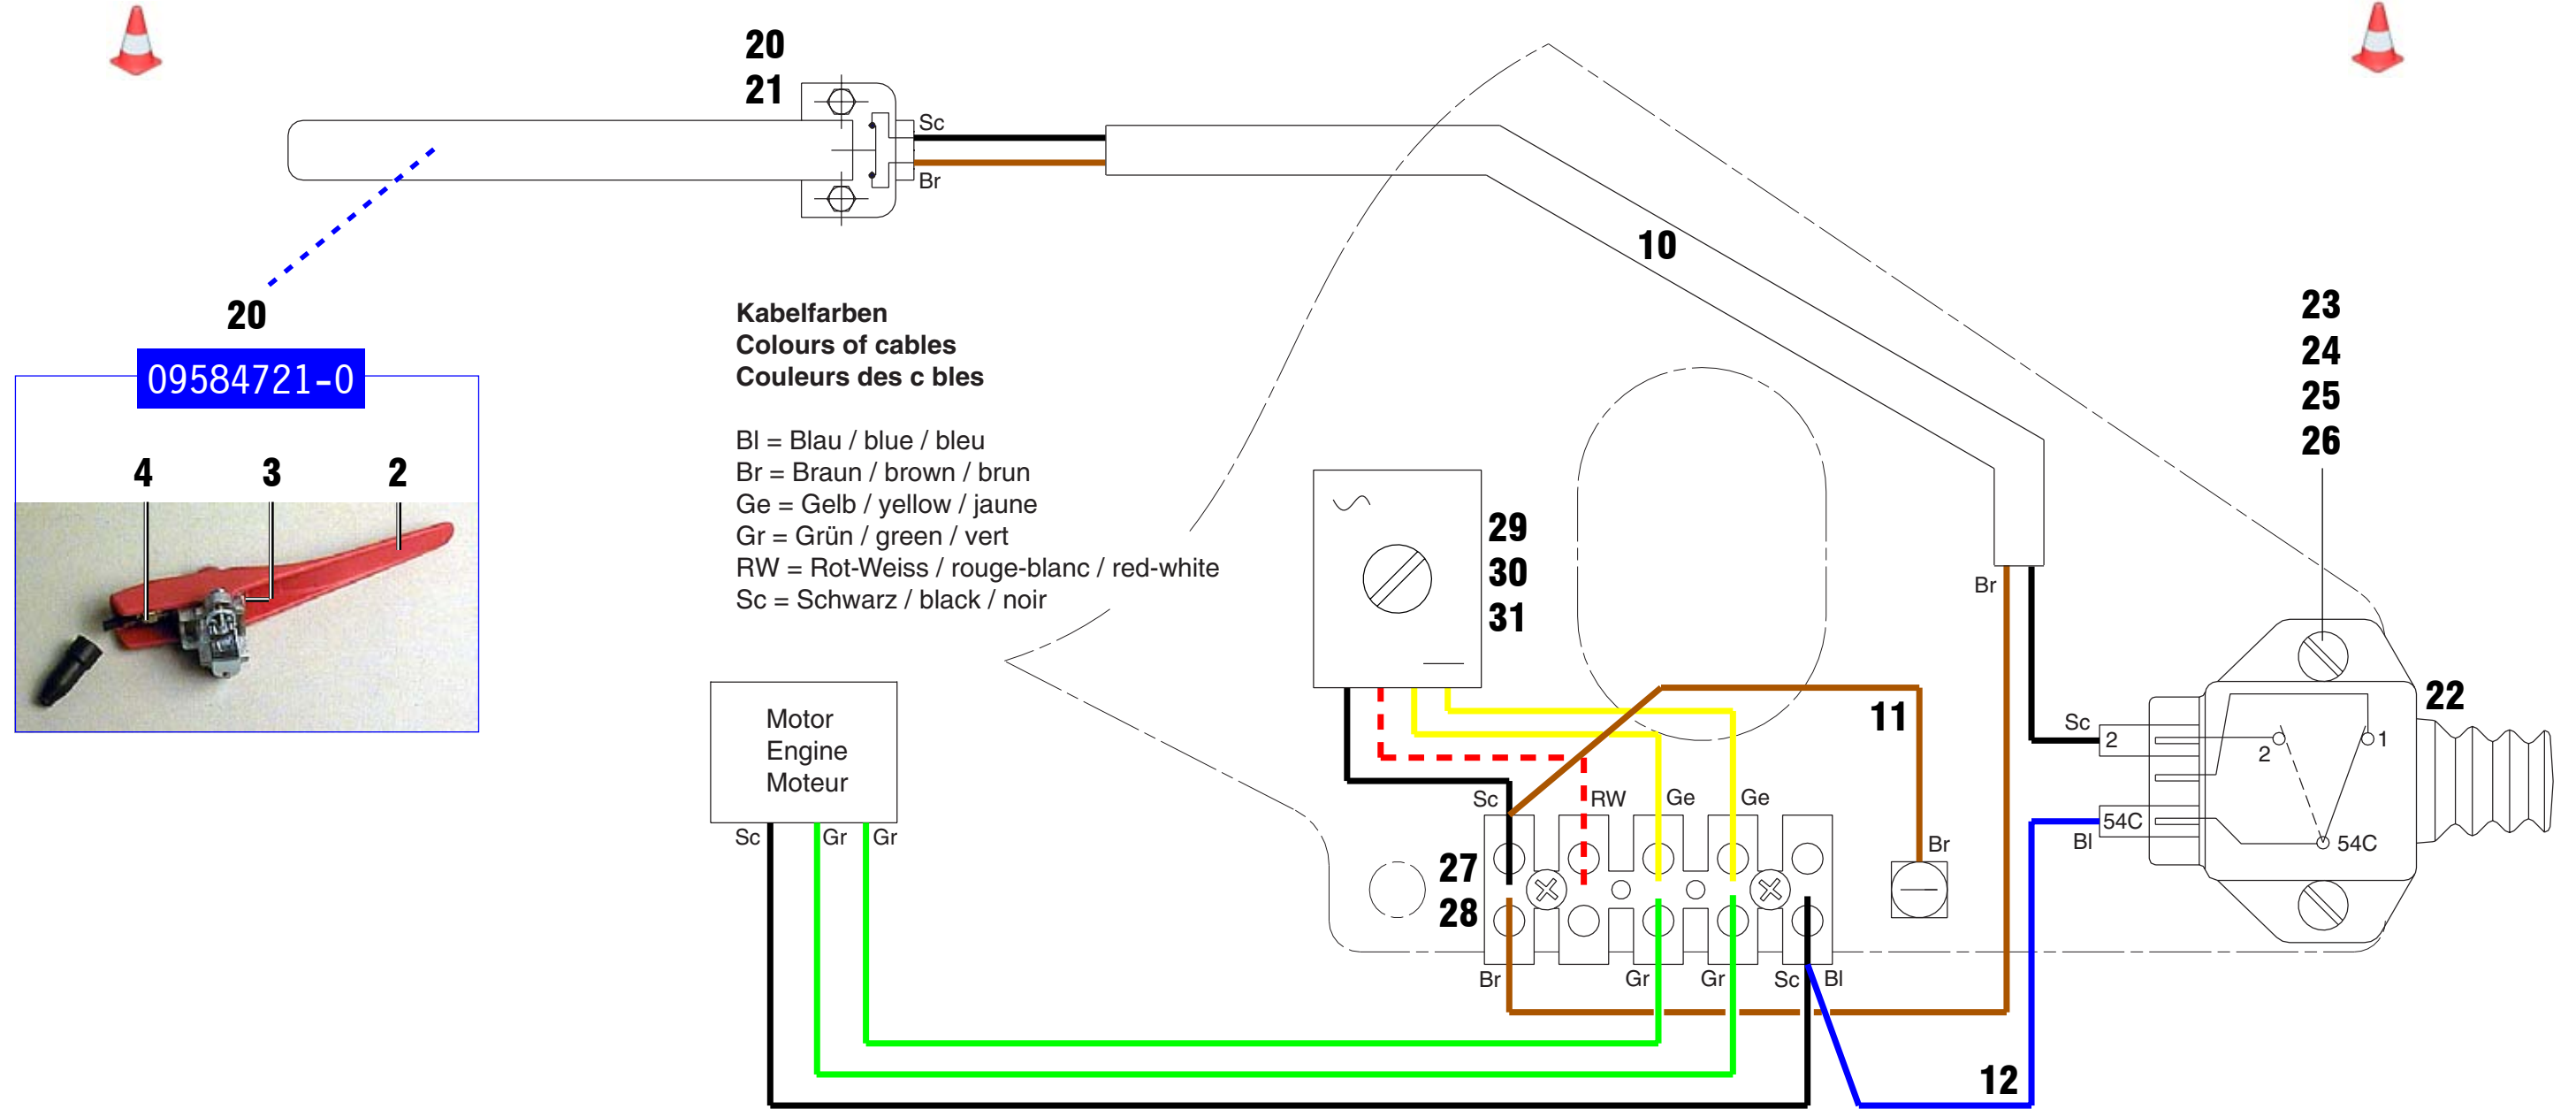 20
21
Sc
Br
10
20
09584721-0
4 3 2
Kabelfarben
Colours of cables
Couleurs des c bles
Bl = Blau / blue / bleu
Br = Braun / brown / brun
Ge = Gelb / yellow / jaune
Gr = Grün / green / vert
RW = Rot-Weiss / rouge-blanc / red-white
Sc = Schwarz / black / noir
23
24
25
26
29
30
31
Br
Motor
Engine
Moteur
Sc Gr Gr
11
22
Sc
2
2
1
54C
Bl
54C
Sc RW Ge Ge
Br
27
28
Br Gr Gr Sc Bl
12